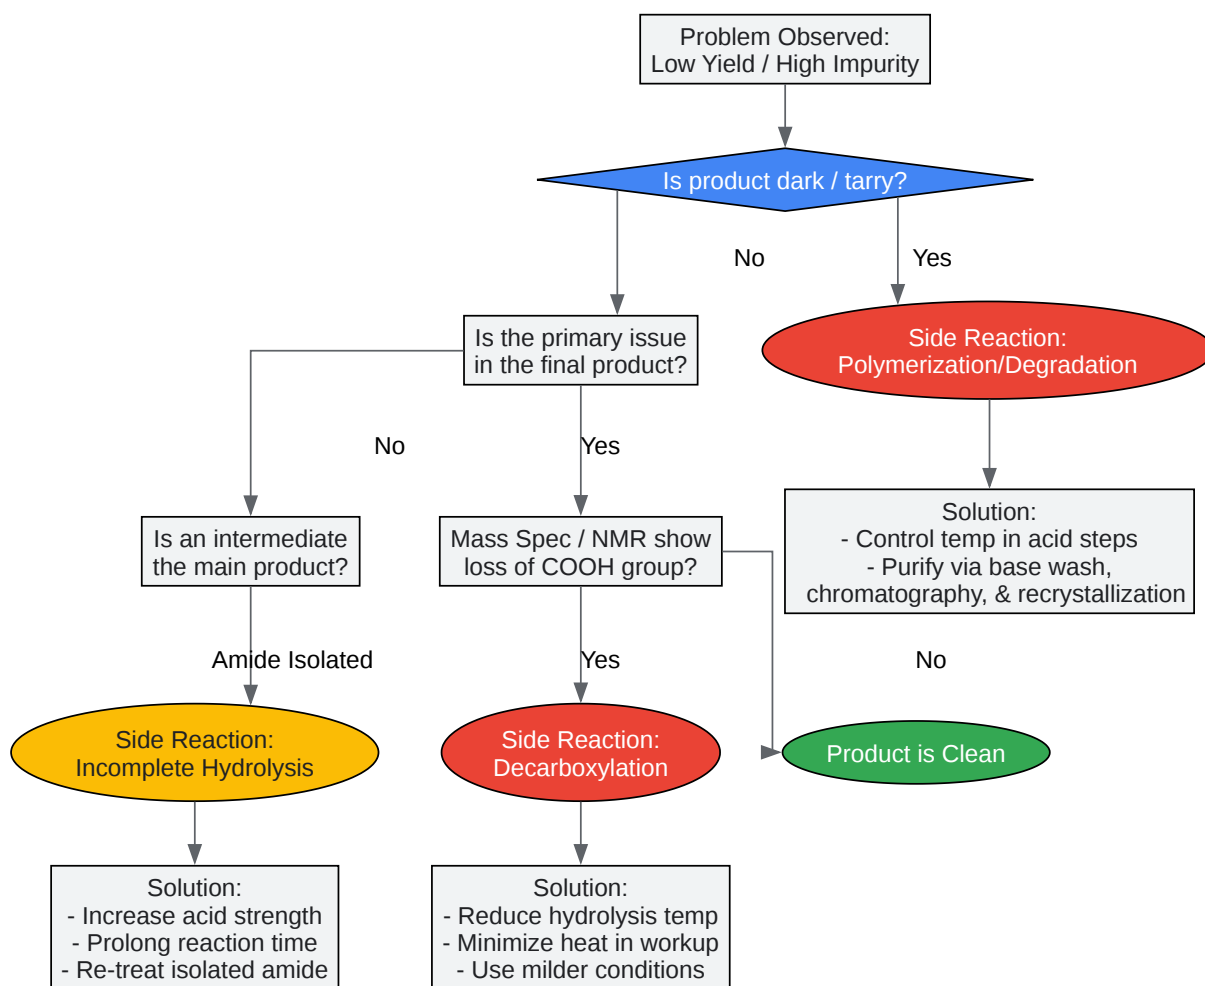 Problem Observed:
Low Yield / High Impurity
Is product dark / tarry?
No
Yes
Is the primary issue
in the final product?
Side Reaction:
Polymerization/Degradation
No
Yes
Solution:
- Control temp in acid steps
- Purify via base wash,
chromatography, & recrystallization
Is an intermediate
the main product?
Mass Spec / NMR show
loss of COOH group?
Amide Isolated
Yes
No
Side Reaction:
Incomplete Hydrolysis
Side Reaction:
Decarboxylation
Product is Clean
Solution:
- Increase acid strength
- Prolong reaction time
- Re-treat isolated amide
Solution:
- Reduce hydrolysis temp
- Minimize heat in workup
- Use milder conditions